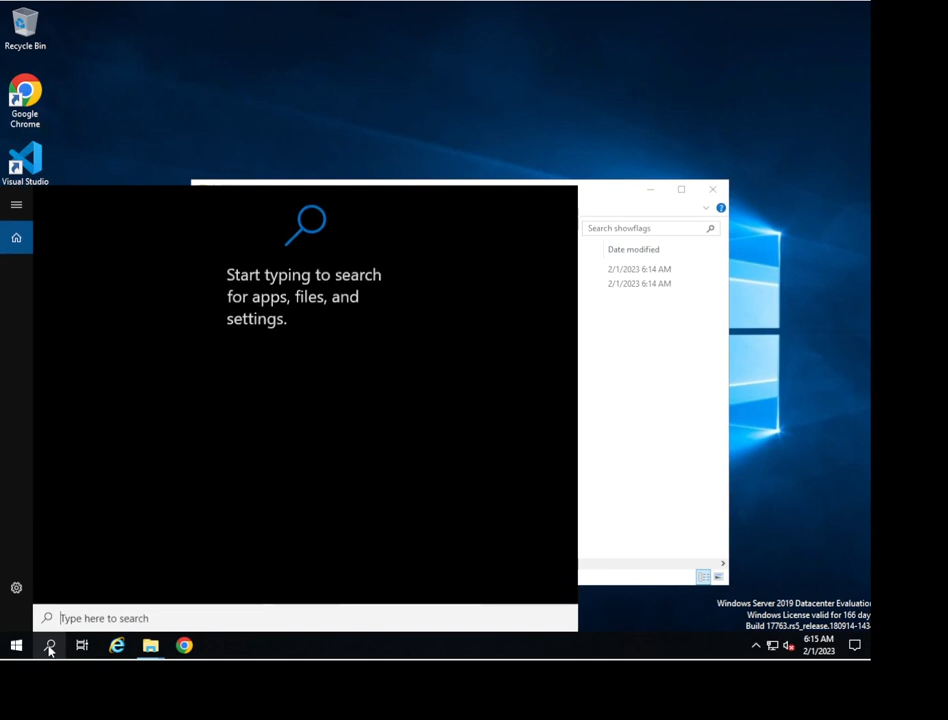 Recycle Bin
Google
Chrome
Visual Studio
Start typing to search
for apps, files, and
settings.
Search showflags
Date modified
2/1/2023 6:14 AM
2/1/2023 6:14 AM
Type here to search
Windows Server 2019 Datacenter Evaluatio
Windows License valid for 166 day
Build 17763.rs5_release.180914-143
6:15 AM
2/1/2023